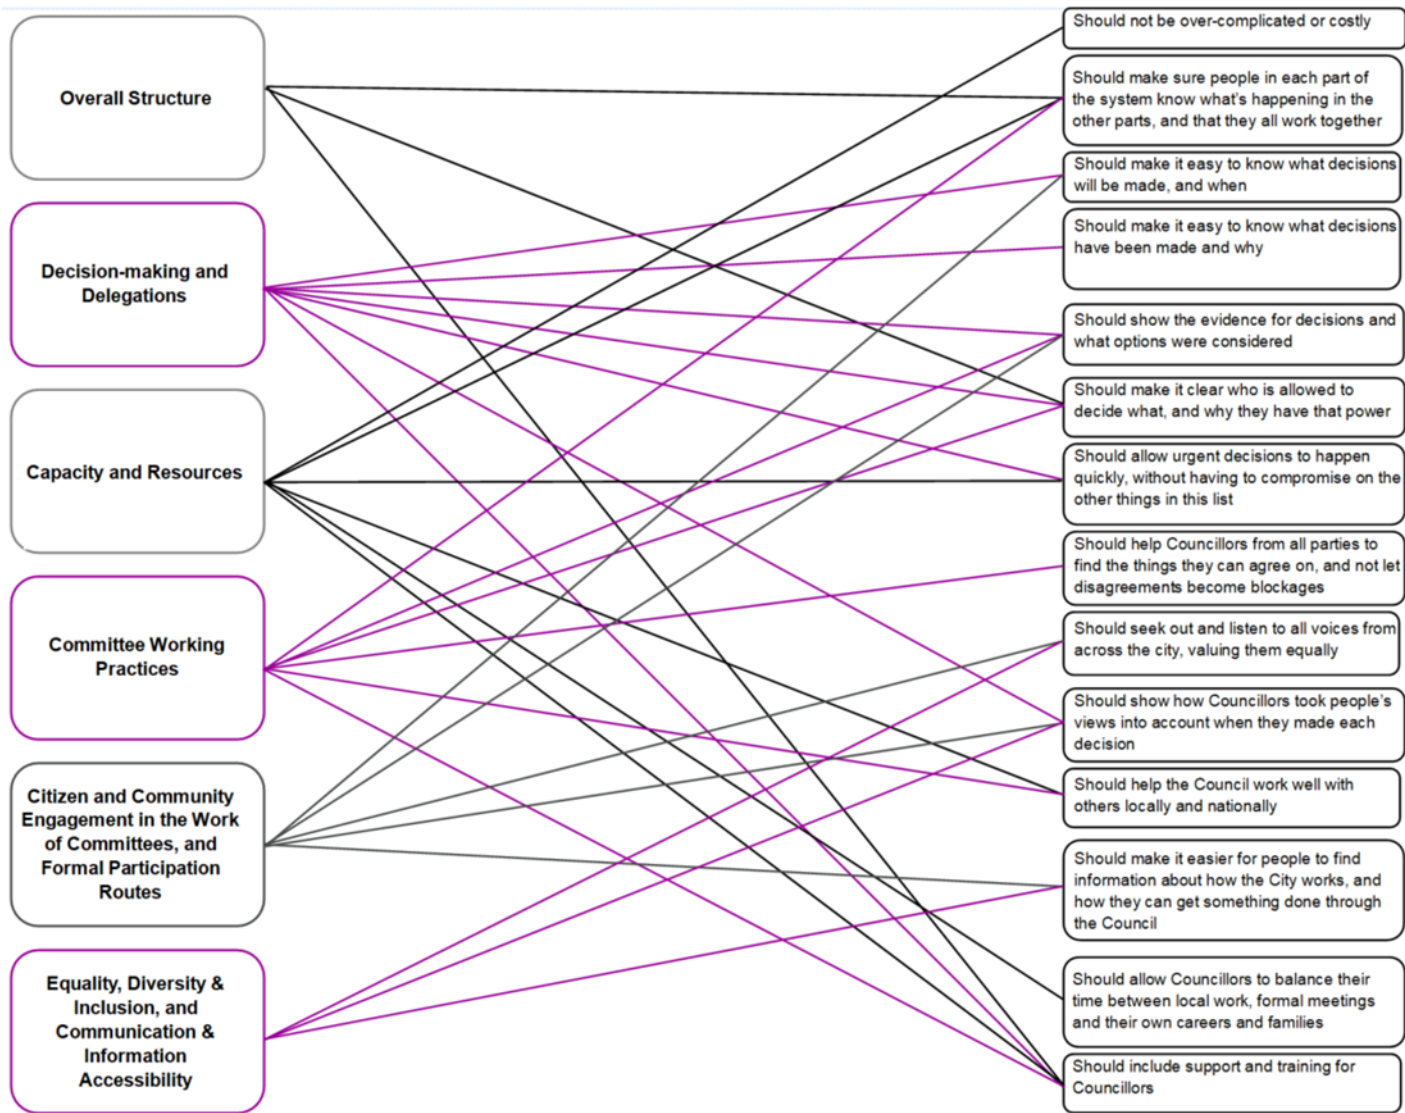 Overall Structure
Decision-making and
Delegations
Capacity and Resources
Committee Working
Practices
Citizen and Community
Engagement in the Work
of Committees, and
Formal Participation
Routes
Equality, Diversity &
Inclusion, and
Communication &
Information
Accessibility
Should not be over-complicated or costly
Should make sure people in each part of
the system know what's happening in the
other parts, and that they all work together
Should make it easy to know what decisions
will be made, and when
Should make it easy to know what decisions
have been made and why
Should show the evidence for decisions and
what options were considered
Should make it clear who is allowed to
decide what, and why they have that power
Should allow urgent decisions to happen
quickly, without having to compromise on the
other things in this list
Should help Councillors from all parties to
find the things they can agree on, and not let
disagreements become blockages
Should seek out and listen to all voices from
across the city, valuing them equally
Should show how Councillors took people's
views into account when they made each
decision
Should help the Council work well with
others locally and nationally
Should make it easier for people to find
information about how the City works, and
how they can get something done through
the Council
Should allow Councillors to balance their
time between local work, formal meetings
and their own careers and families
Should include support and training for
Councillors